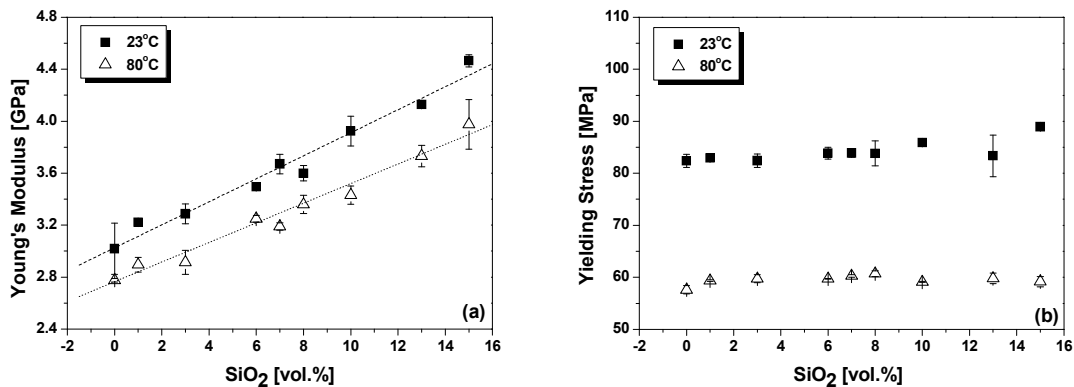 4.8
4.4
4.0
3.6
3.2
2.8
2.4
Young's Modulus [GPa]
23°C
80°C
(a)
-2 0 2 4 6 8 10 12 14 16
SiO₂ [vol.%]
110
100
90
80
70
60
50
Yielding Stress [MPa]
23°C
80°C
(b)
-2 0 2 4 6 8 10 12 14 16
SiO₂ [vol.%]